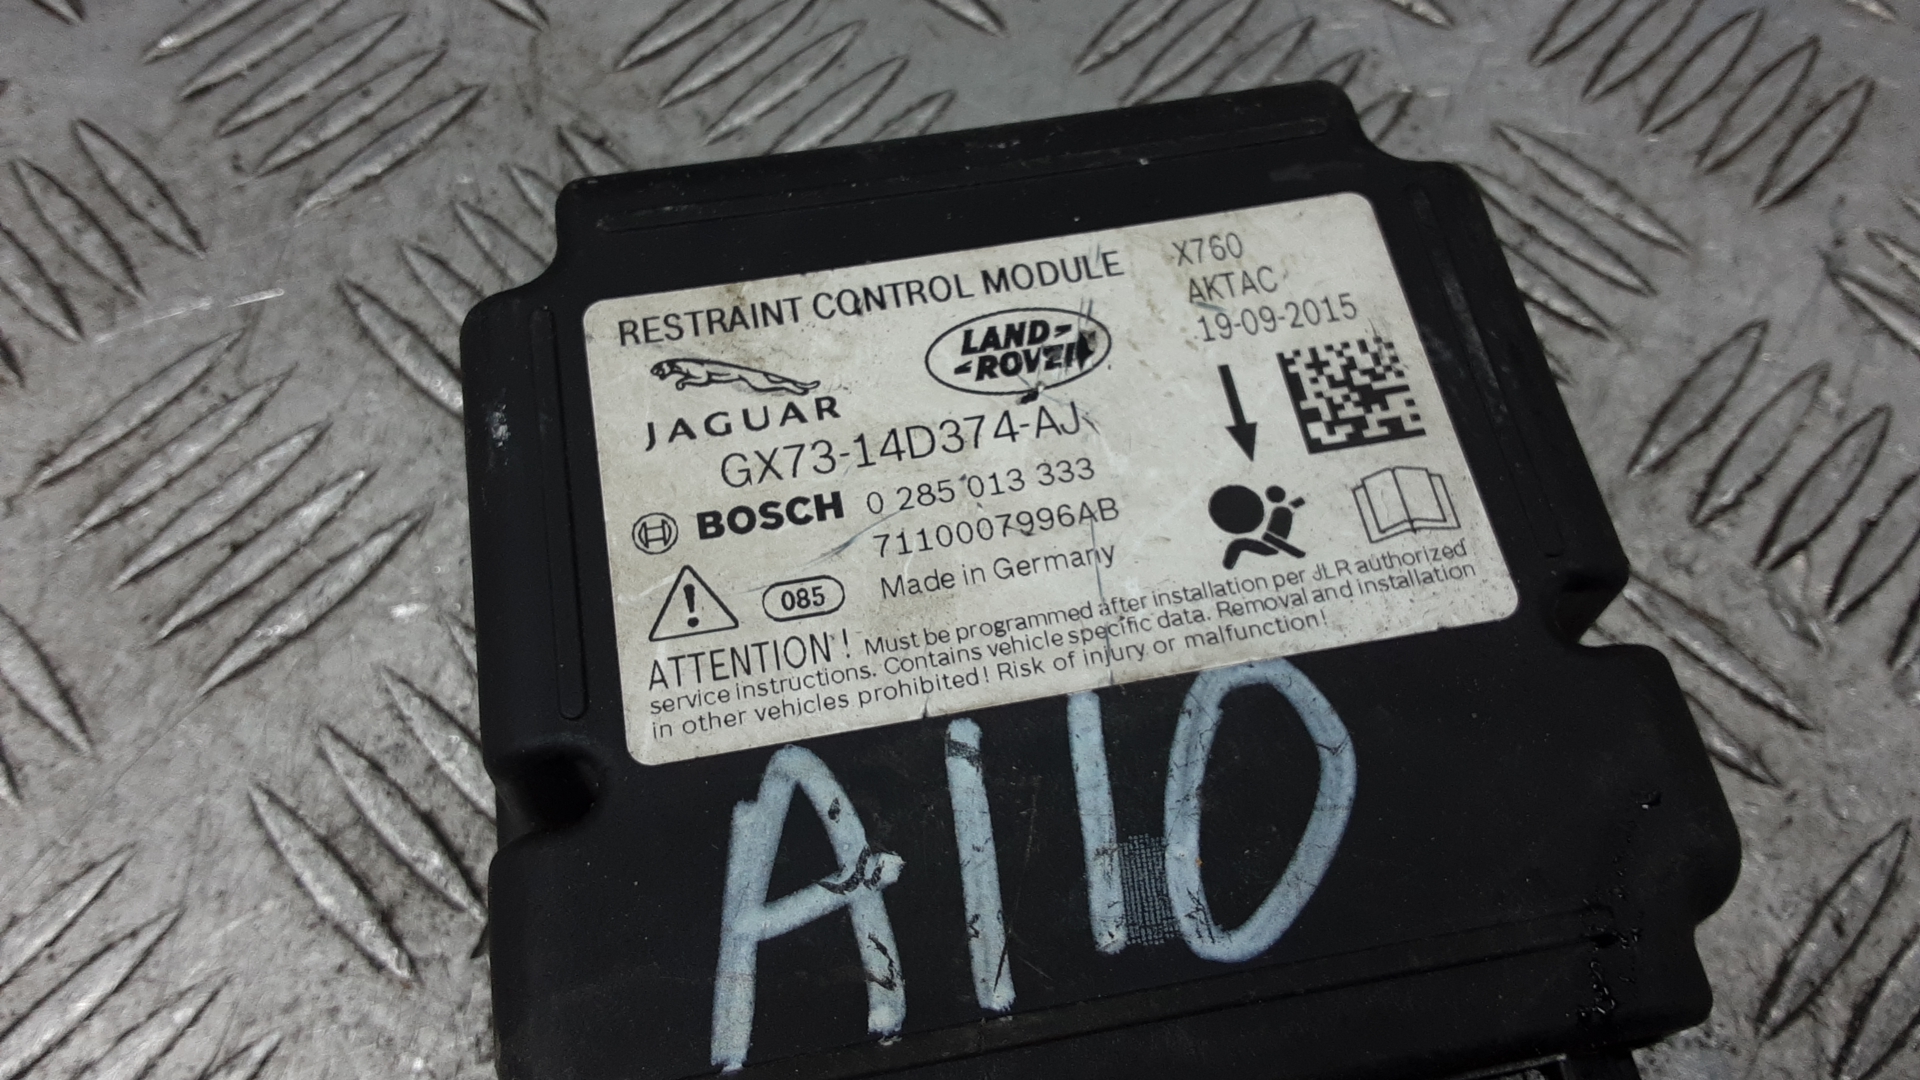 RESTRAINT CONTROL MODULE
X760
AKTAC
19-09-2015
JAGUAR
LAND-
-ROVER
GX73-14D374-AJ
BOSCH 0 285 013 333
7110007996AB
085 Made in Germany
ATTENTION! Must be programmed after installation per JLR authorized
service instructions. Contains vehicle specific data. Removal and installation
in other vehicles prohibited! Risk of injury or malfunction!
A110